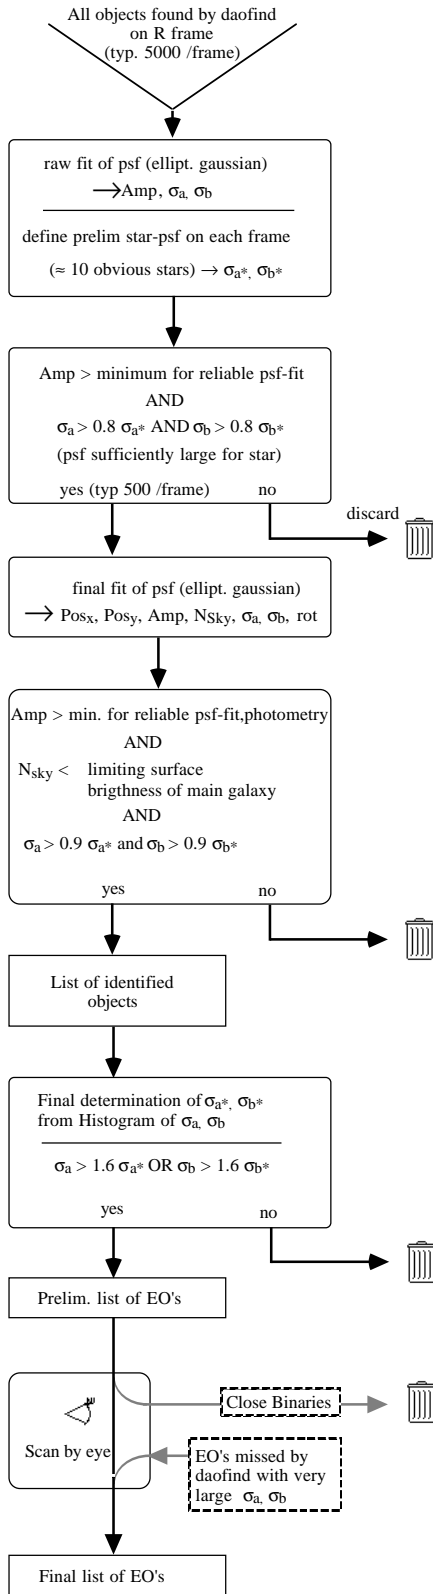 All objects found by daofind
on R frame
(typ. 5000 /frame)
raw fit of psf (ellipt. gaussian)
→ Amp, σa, σb
define prelim star-psf on each frame
(≈ 10 obvious stars) → σa*, σb*
Amp > minimum for reliable psf-fit
AND
σa > 0.8 σa* AND σb > 0.8 σb*
(psf sufficiently large for star)
yes (typ 500 /frame) no
discard
final fit of psf (ellipt. gaussian)
→ Posx, Posy, Amp, NSky, σa, σb, rot
Amp > min. for reliable psf-fit,photometry
AND
Nsky < limiting surface
brigthness of main galaxy
AND
σa > 0.9 σa* and σb > 0.9 σb*
yes no
List of identified
objects
Final determination of σa*, σb*
from Histogram of σa, σb
σa > 1.6 σa* OR σb > 1.6 σb*
yes no
Prelim. list of EO's
Close Binaries
Scan by eye
EO's missed by
daofind with very
large σa, σb
Final list of EO's